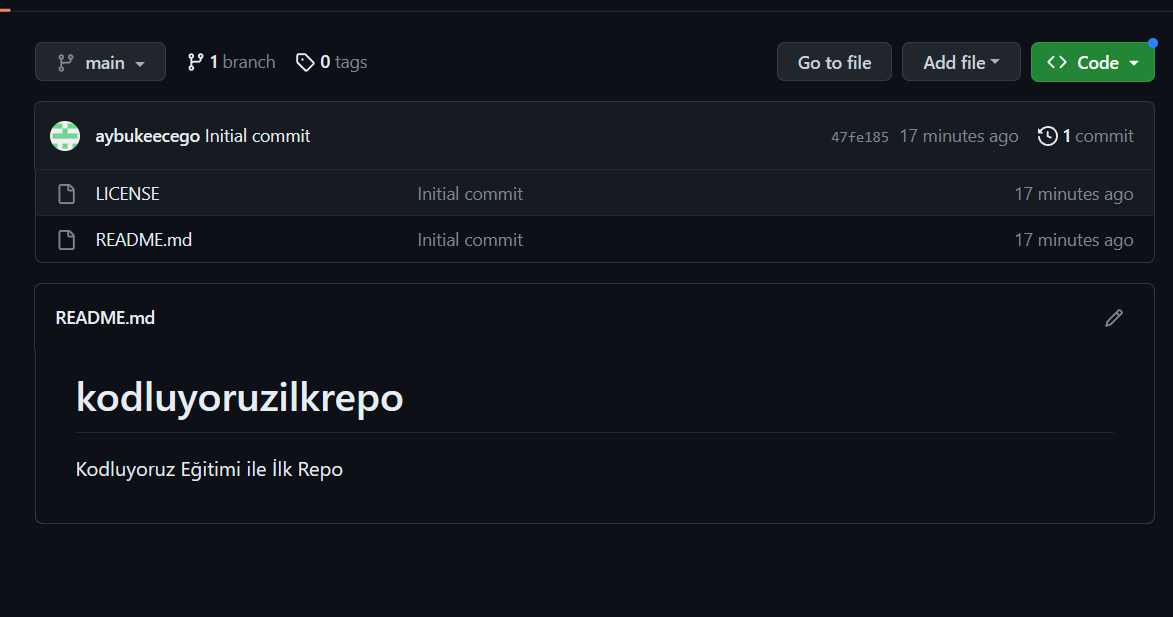 main 1 branch 0 tags Go to file Add file Code
aybukeecego Initial commit 47fe185 17 minutes ago 1 commit
LICENSE Initial commit 17 minutes ago
README.md Initial commit 17 minutes ago
README.md
kodluyoruzilkrepo
Kodluyoruz Eğitimi ile İlk Repo